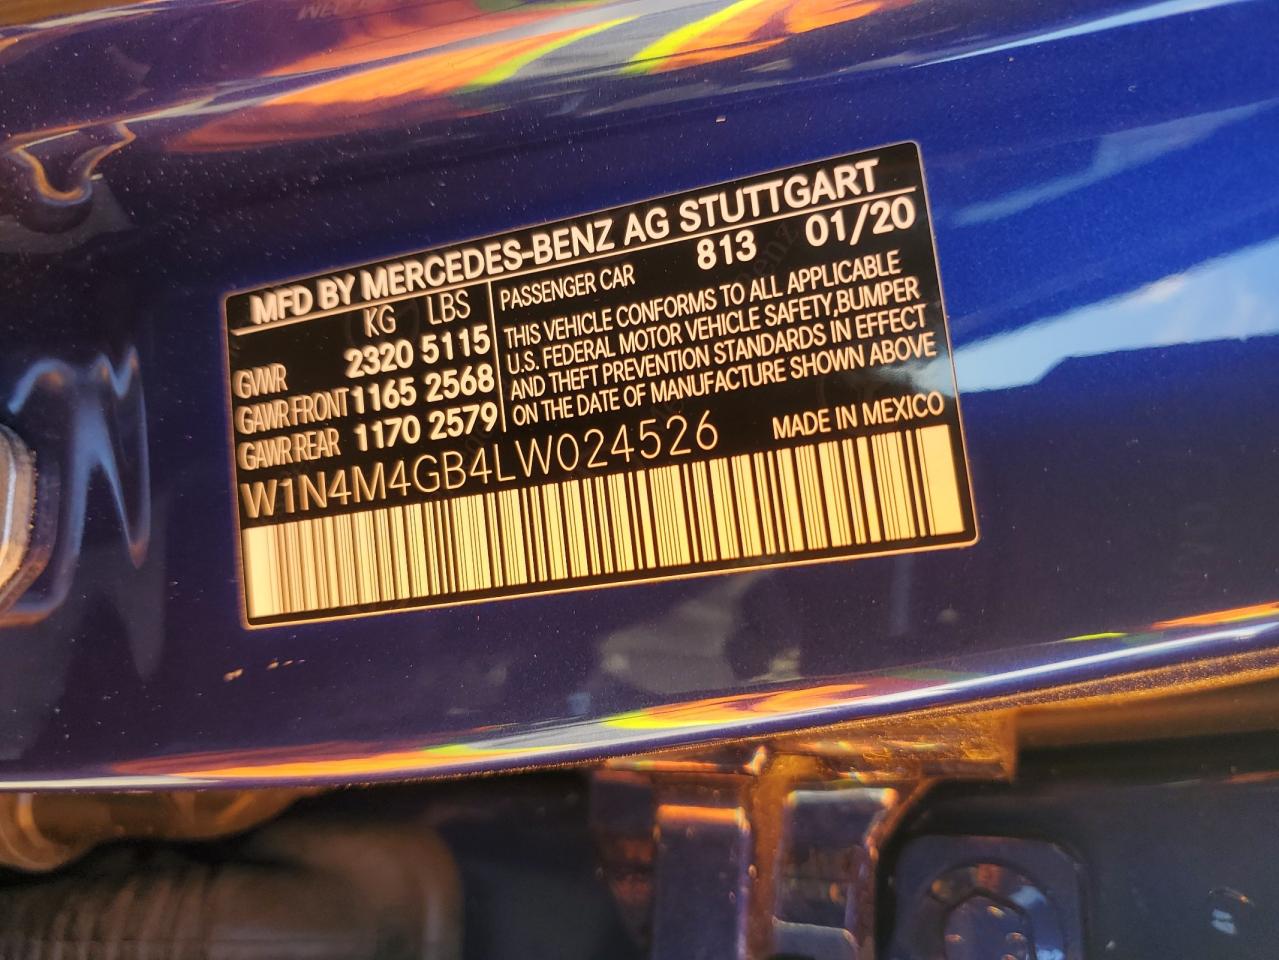 MFD BY MERCEDES-BENZ AG STUTTGART
KG LBS
GVWR 2320 5115
GAWR FRONT 1165 2568
GAWR REAR 1170 2579
PASSENGER CAR 813 01/20
THIS VEHICLE CONFORMS TO ALL APPLICABLE
U.S. FEDERAL MOTOR VEHICLE SAFETY,BUMPER
AND THEFT PREVENTION STANDARDS IN EFFECT
ON THE DATE OF MANUFACTURE SHOWN ABOVE
W1N4M4GB4LW024526 MADE IN MEXICO